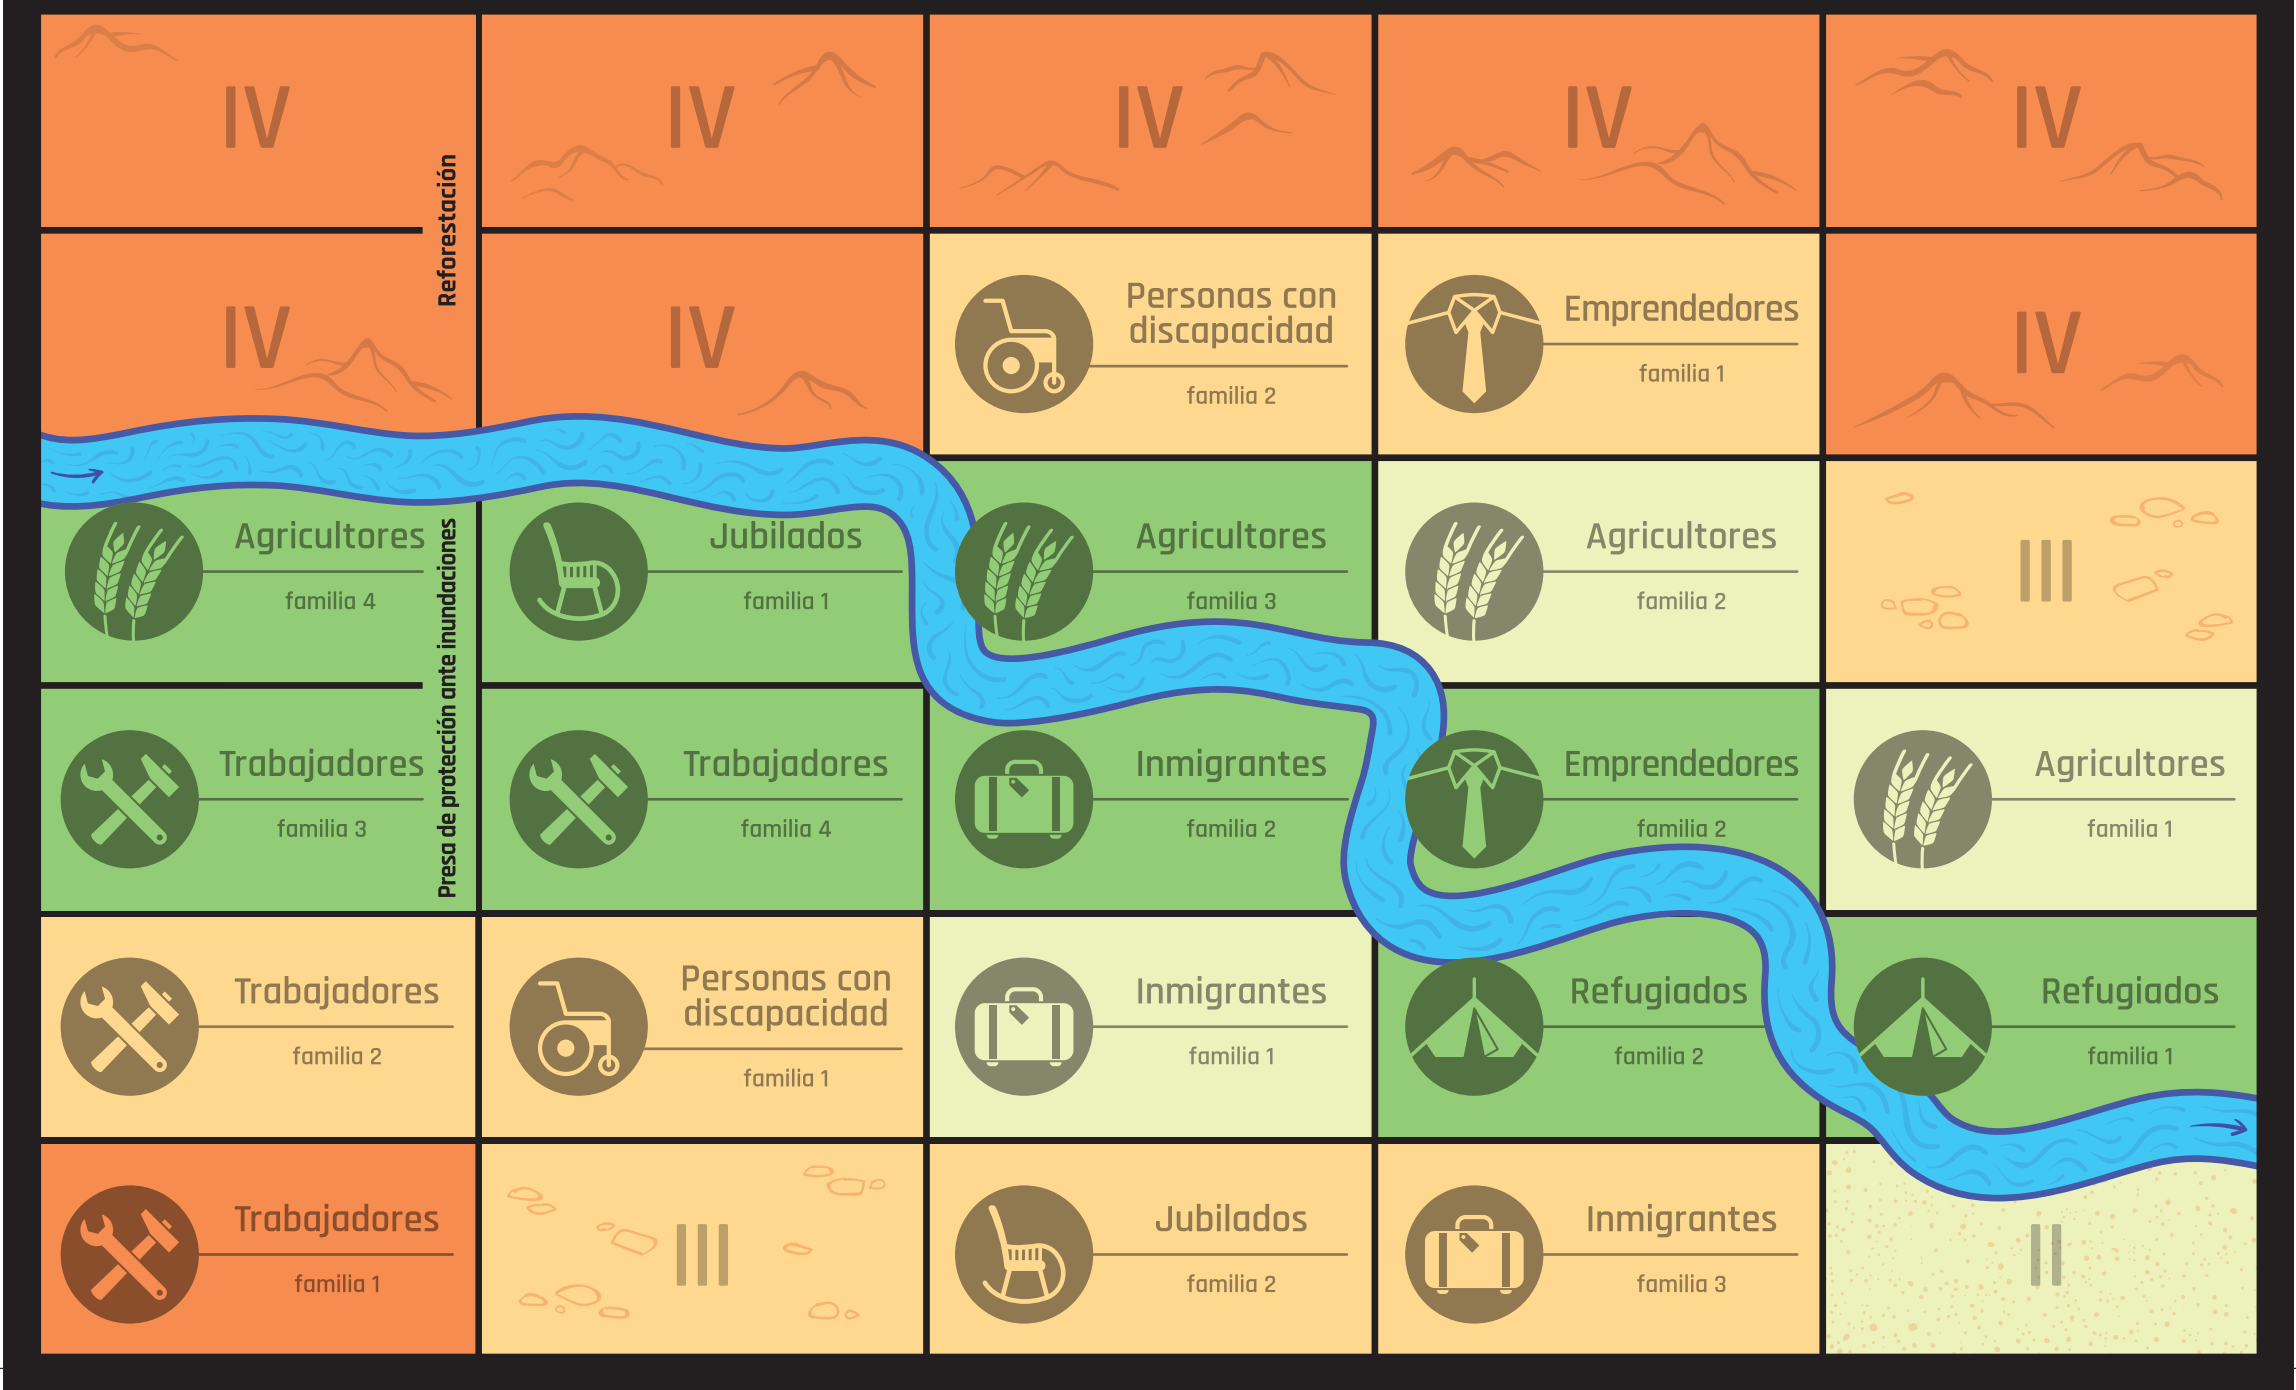 IV
IV
IV
IV
IV
Reforestación
IV
IV
Personas con
discapacidad
familia 2
Emprendedores
familia 1
IV
Agricultores
familia 4
Presa de protección ante inundaciones
Jubilados
familia 1
Agricultores
familia 3
Agricultores
familia 2
III
Trabajadores
familia 3
Trabajadores
familia 4
Inmigrantes
familia 2
Emprendedores
familia 2
Agricultores
familia 1
Trabajadores
familia 2
Personas con
discapacidad
familia 1
Inmigrantes
familia 1
Refugiados
familia 2
Refugiados
familia 1
Trabajadores
familia 1
III
Jubilados
familia 2
Inmigrantes
familia 3
II